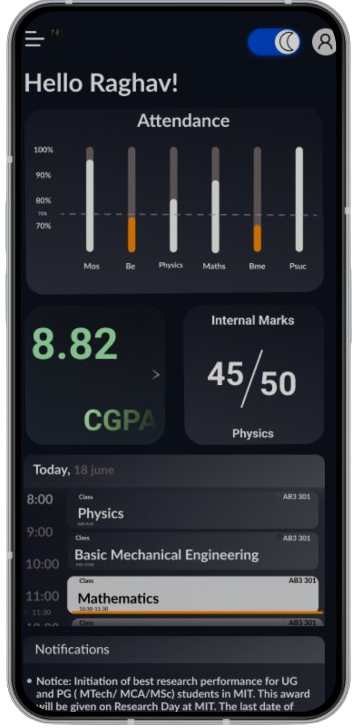 Hello Raghav!
Attendance
100%
90%
80%
75%
70%
Mos Be Physics Maths Bme Psuc
8.82
CGPA
Internal Marks
45/50
Physics
Today, 18 june
8:00
Class AB3 301
Physics
9:00
Class AB3 301
Basic Mechanical Engineering
10:00
Class AB3 301
11:00
Mathematics
10:30-11:30
11:30
12:00
Class AB3 301
Notifications
• Notice: Initiation of best research performance for UG
and PG ( MTech/ MCA/MSc) students in MIT. This award
will be given on Research Day at MIT. The last date of